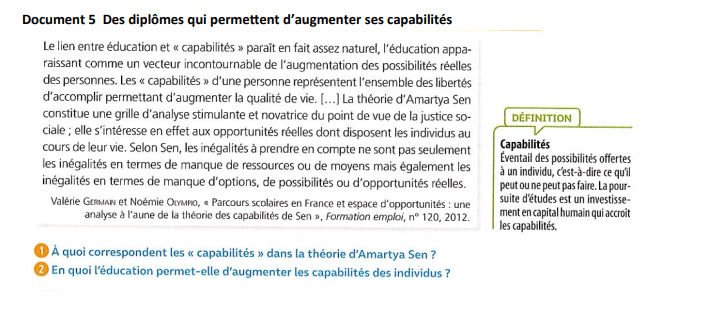 Document 5 Des diplômes qui permettent d’augmenter ses capabilités
Le lien entre éducation et « capabilités » paraît en fait assez naturel, l’éducation appa-
raissant comme un vecteur incontournable de l’augmentation des possibilités réelles
des personnes. Les « capabilités » d’une personne représentent l’ensemble des libertés
d’accomplir permettant d’augmenter la qualité de vie. [...] La théorie d’Amartya Sen
constitue une grille d’analyse stimulante et novatrice du point de vue de la justice so-
ciale ; elle s’intéresse en effet aux opportunités réelles dont disposent les individus au
cours de leur vie. Selon Sen, les inégalités à prendre en compte ne sont pas seulement
les inégalités en termes de manque de ressources ou de moyens mais également les
inégalités en termes de manque d’options, de possibilités ou d’opportunités réelles.
Valérie GERMAN et Noémie OLYMPIO, « Parcours scolaires en France et espace d’opportunités : une
analyse à l’aune de la théorie des capabilités de Sen », Formation emploi, n° 120, 2012.
DÉFINITION
Capabilités
Éventail des possibilités offertes
à un individu, c’est-à-dire ce qu’il
peut ou ne peut pas faire. La pour-
suite d’études est un investisse-
ment en capital humain qui accroit
les capabilités.
1 À quoi correspondent les « capabilités » dans la théorie d’Amartya Sen ?
2 En quoi l’éducation permet-elle d’augmenter les capabilités des individus ?